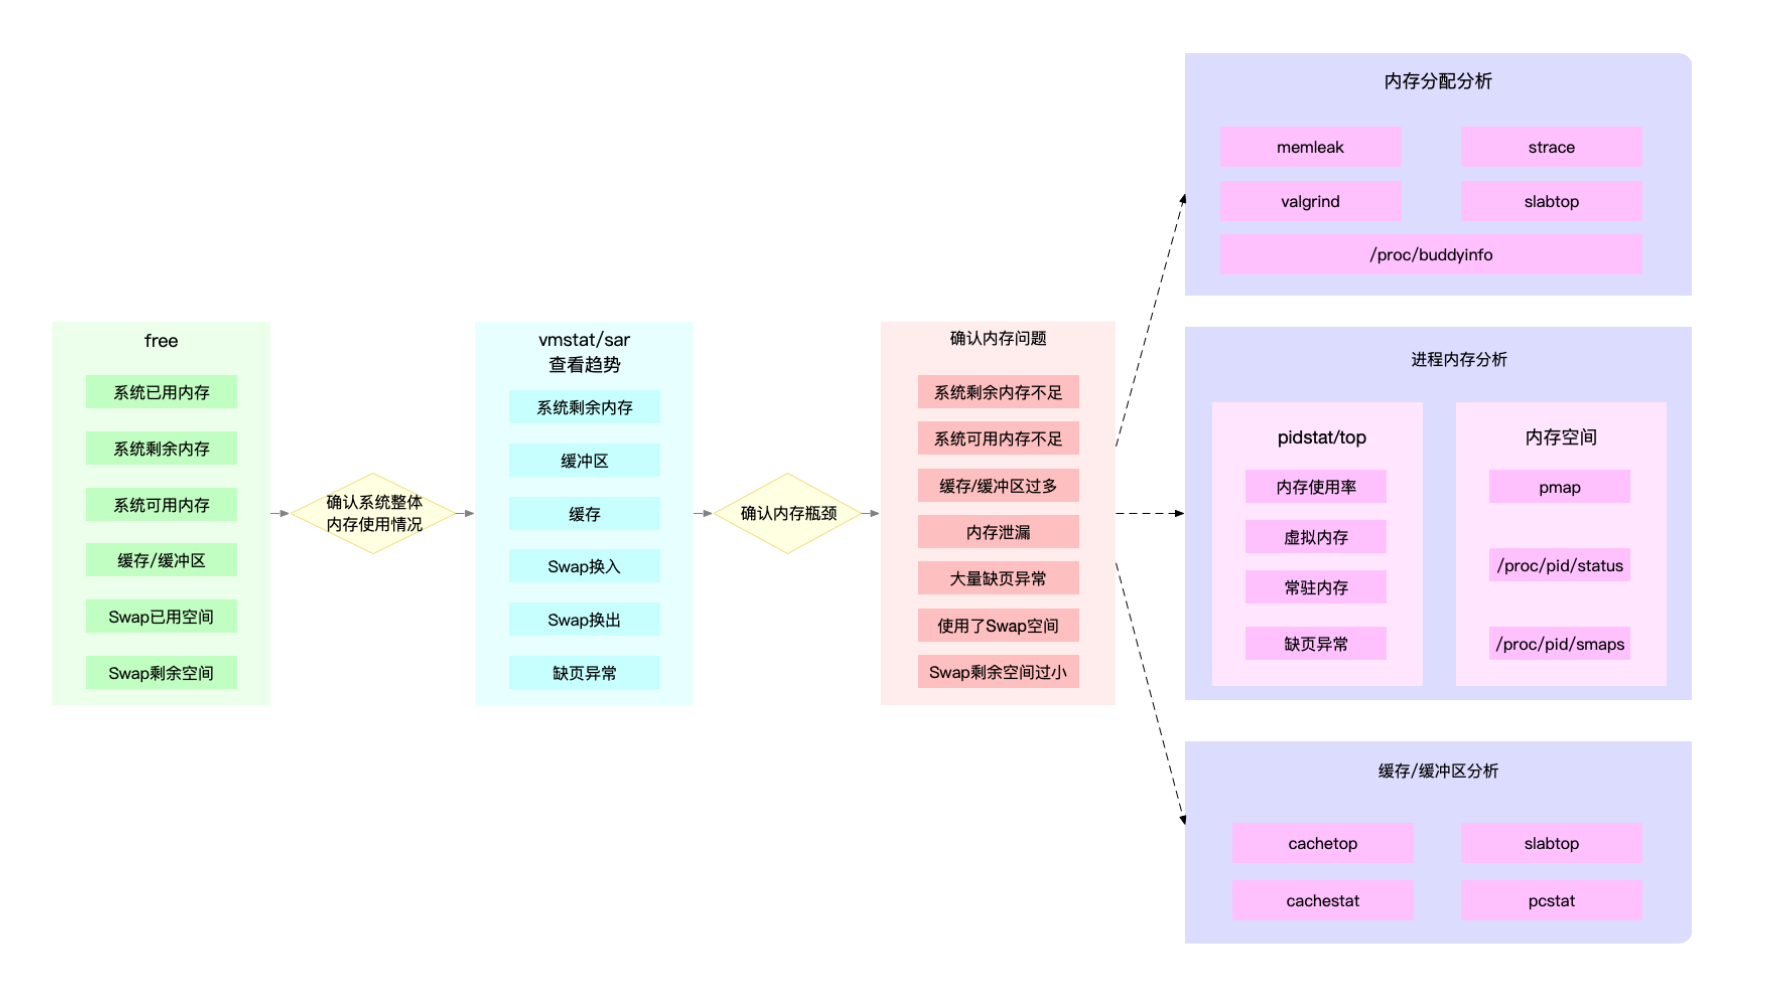 free
系统已用内存
系统剩余内存
系统可用内存
缓存/缓冲区
Swap已用空间
Swap剩余空间
确认系统整体
内存使用情况
vmstat/sar
查看趋势
系统剩余内存
缓冲区
缓存
Swap换入
Swap换出
缺页异常
确认内存瓶颈
确认内存问题
系统剩余内存不足
系统可用内存不足
缓存/缓冲区过多
内存泄漏
大量缺页异常
使用了Swap空间
Swap剩余空间过小
内存分配分析
memleak
strace
valgrind
slabtop
/proc/buddyinfo
进程内存分析
pidstat/top
内存使用率
虚拟内存
常驻内存
缺页异常
内存空间
pmap
/proc/pid/status
/proc/pid/smaps
缓存/缓冲区分析
cachetop
slabtop
cachestat
pcstat